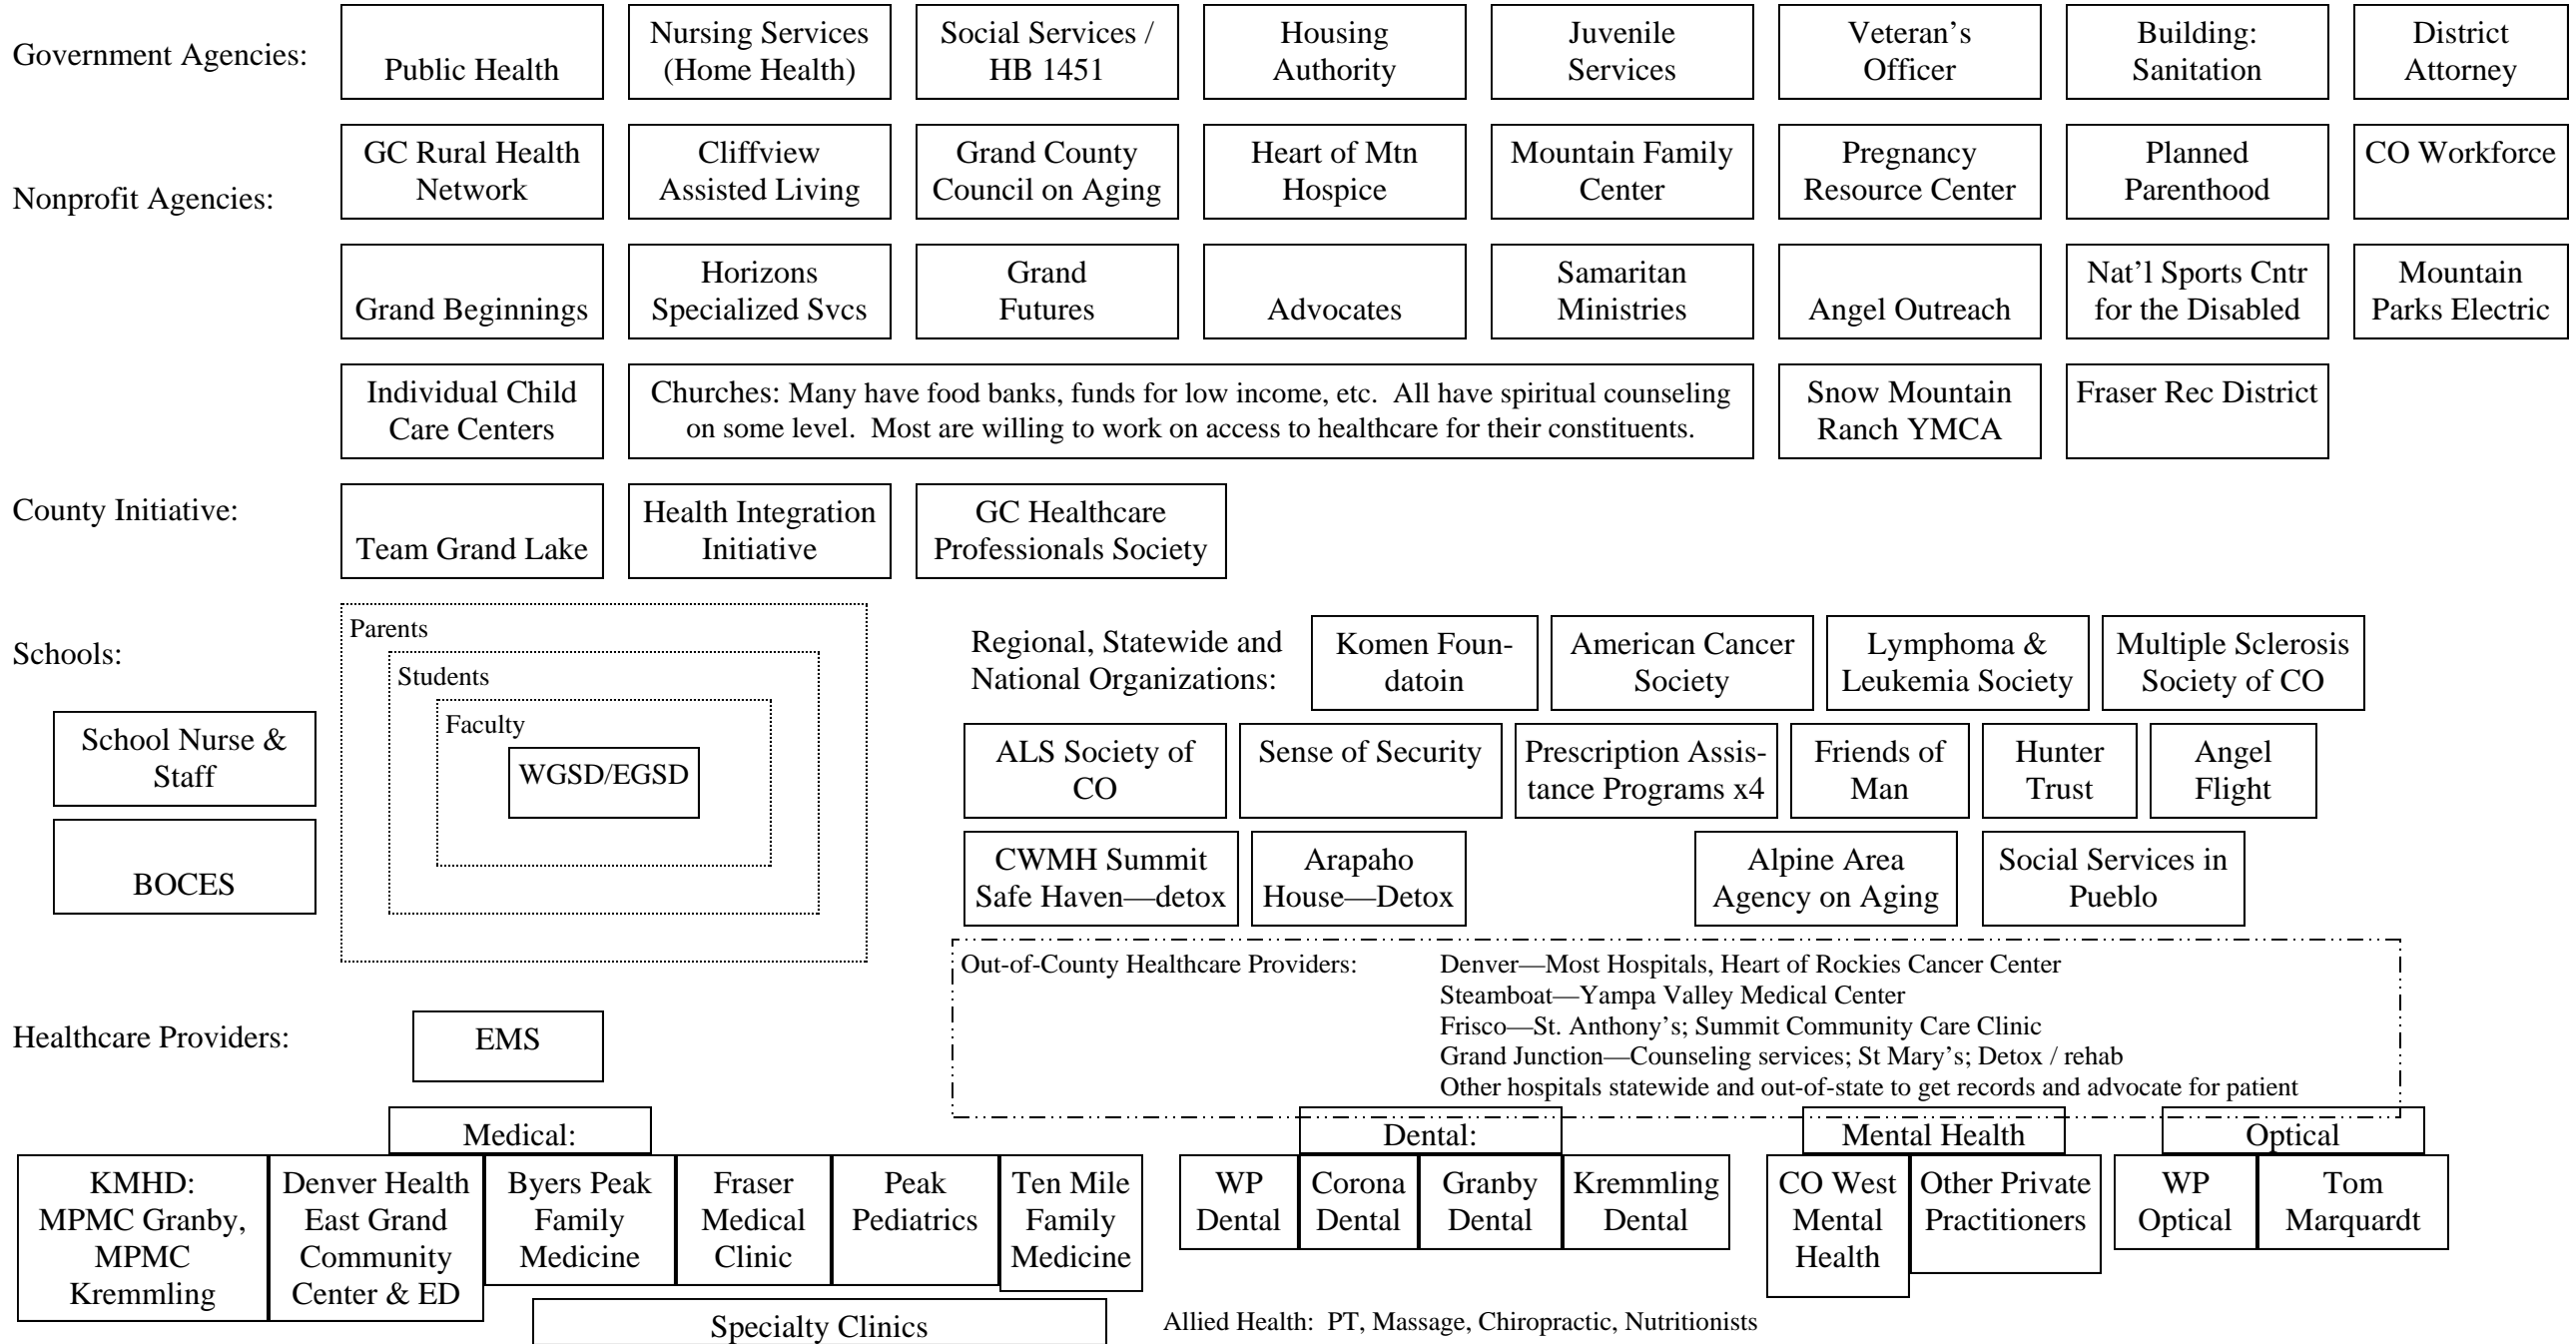 Government Agencies:
Public Health
Nursing Services
(Home Health)
Social Services /
HB 1451
Housing
Authority
Juvenile
Services
Veteran’s
Officer
Building:
Sanitation
District
Attorney
Nonprofit Agencies:
GC Rural Health
Network
Cliffview
Assisted Living
Grand County
Council on Aging
Heart of Mtn
Hospice
Mountain Family
Center
Pregnancy
Resource Center
Planned
Parenthood
CO Workforce
Grand Beginnings
Horizons
Specialized Svcs
Grand
Futures
Advocates
Samaritan
Ministries
Angel Outreach
Nat’l Sports Cntr
for the Disabled
Mountain
Parks Electric
Individual Child
Care Centers
Churches: Many have food banks, funds for low income, etc.  All have spiritual counseling
on some level.  Most are willing to work on access to healthcare for their constituents.
Snow Mountain
Ranch YMCA
Fraser Rec District
County Initiative:
Team Grand Lake
Health Integration
Initiative
GC Healthcare
Professionals Society
Schools:
Parents
Students
Faculty
WGSD/EGSD
School Nurse &
Staff
BOCES
Regional, Statewide and
National Organizations:
Komen Foun-
datoin
American Cancer
Society
Lymphoma &
Leukemia Society
Multiple Sclerosis
Society of CO
ALS Society of
CO
Sense of Security
Prescription Assis-
tance Programs x4
Friends of
Man
Hunter
Trust
Angel
Flight
CWMH Summit
Safe Haven—detox
Arapaho
House—Detox
Alpine Area
Agency on Aging
Social Services in
Pueblo
Out-of-County Healthcare Providers:
Denver—Most Hospitals, Heart of Rockies Cancer Center
Steamboat—Yampa Valley Medical Center
Frisco—St. Anthony’s; Summit Community Care Clinic
Grand Junction—Counseling services; St Mary’s; Detox / rehab
Other hospitals statewide and out-of-state to get records and advocate for patient
Healthcare Providers:
EMS
Medical:
KMHD:
MPMC Granby,
MPMC
Kremmling
Denver Health
East Grand
Community
Center & ED
Byers Peak
Family
Medicine
Fraser
Medical
Clinic
Peak
Pediatrics
Ten Mile
Family
Medicine
Specialty Clinics
Dental:
WP
Dental
Corona
Dental
Granby
Dental
Kremmling
Dental
Mental Health
CO West
Mental
Health
Other Private
Practitioners
Optical
WP
Optical
Tom
Marquardt
Allied Health:  PT, Massage, Chiropractic, Nutritionists